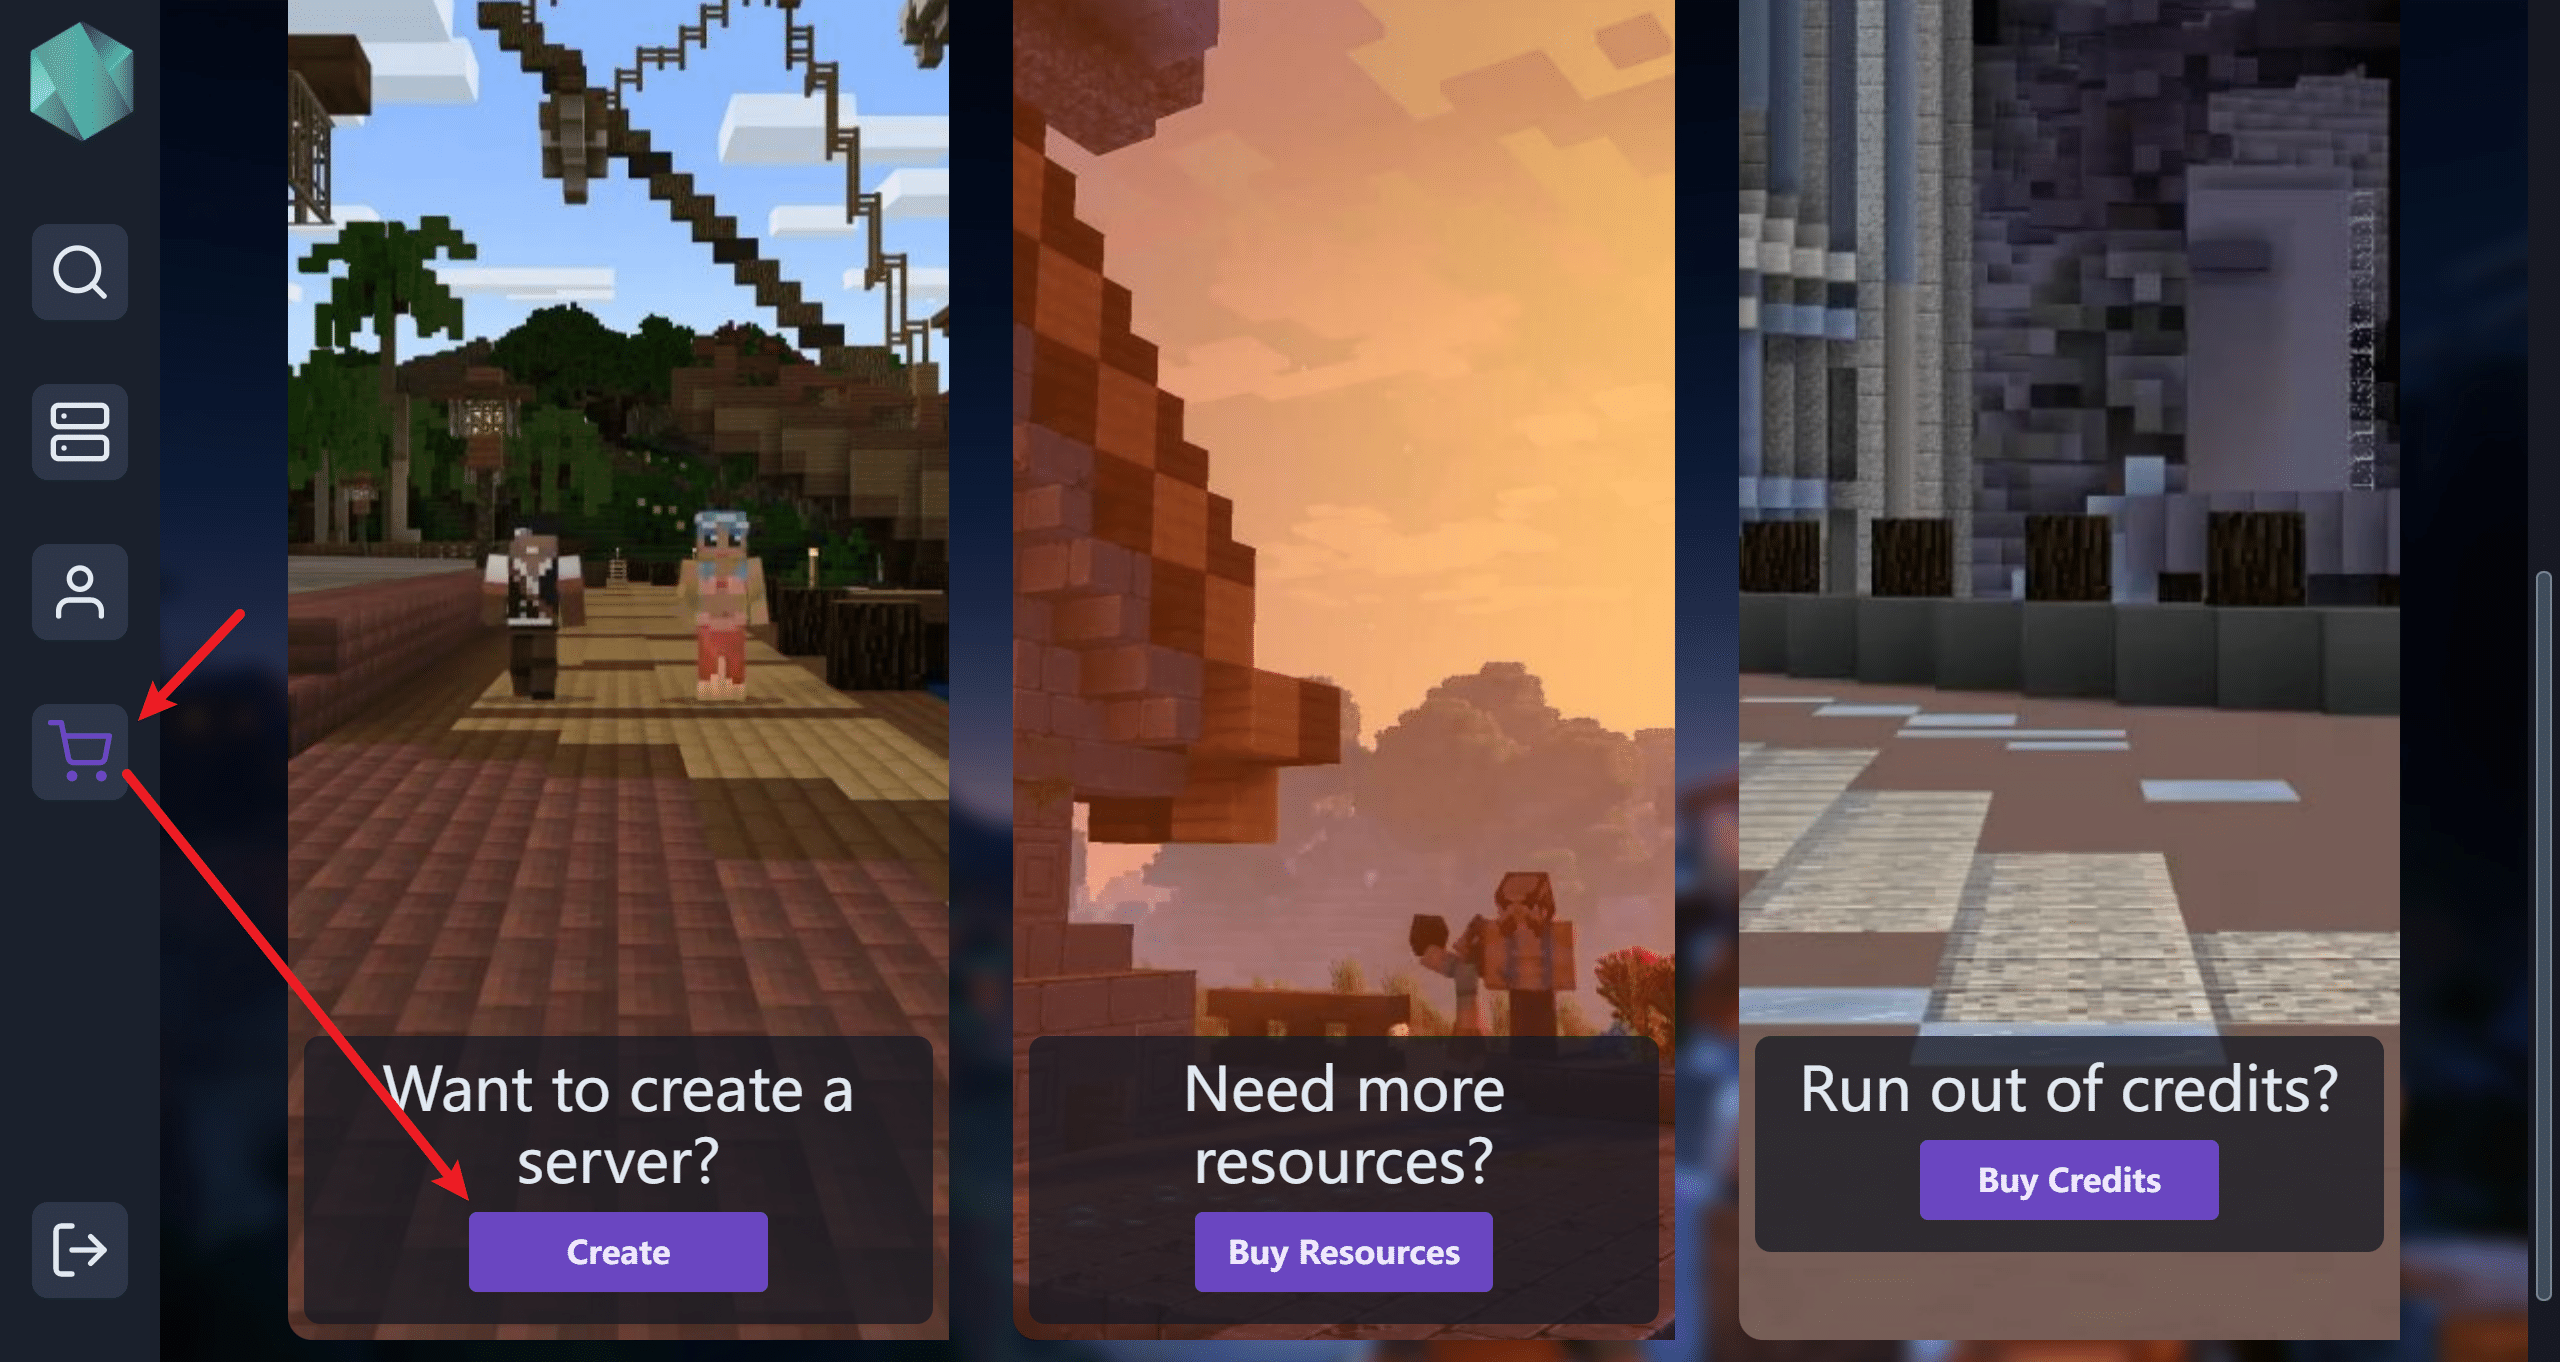 Want to create a
server?
Create
Need more
resources?
Buy Resources
Run out of credits?
Buy Credits